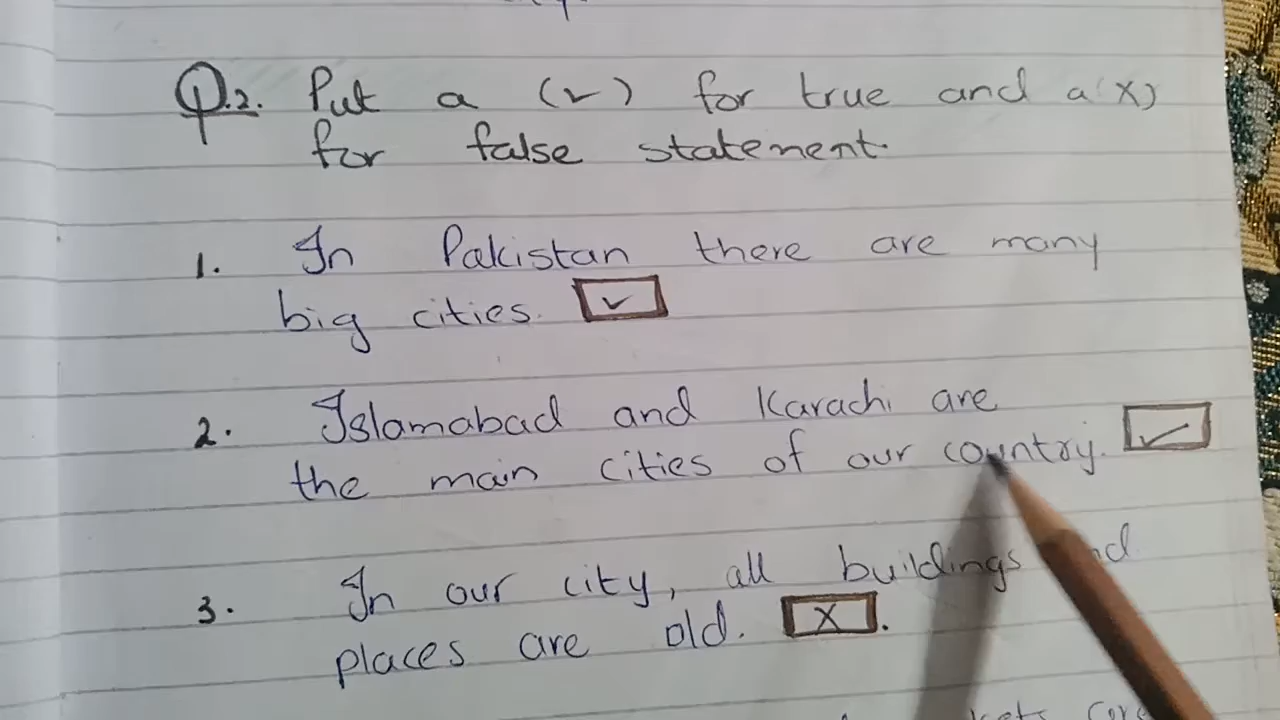 Q.2. Put a (✓) for true and a (X)
for false statement.
1. In Pakistan there are many
big cities. ✓
2. Islamabad and Karachi are
the main cities of our country. ✓
3. In our city, all buildings
places are old. X.